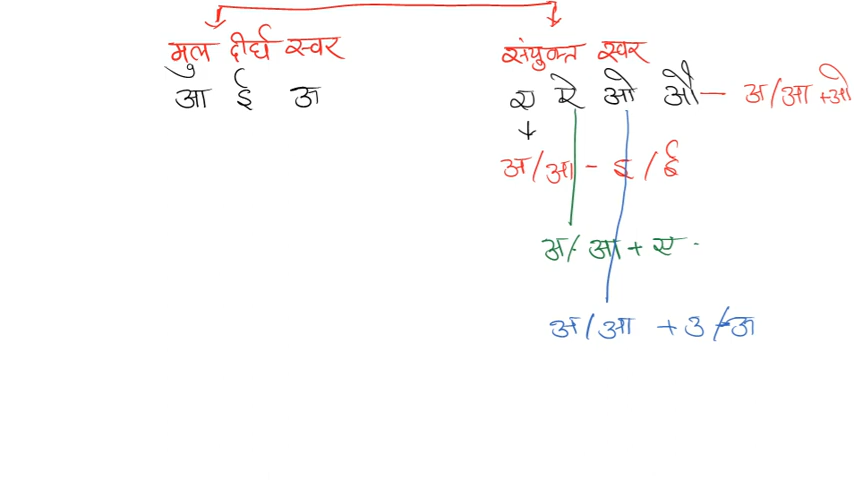 मुल दीर्घ स्वर संयुक्त स्वर
आ ई ऊ ए ऐ ओ औ — अ/आ+ओ
अ/आ - इ/ई
अ/आ + ए
अ/आ + उ/ऊ